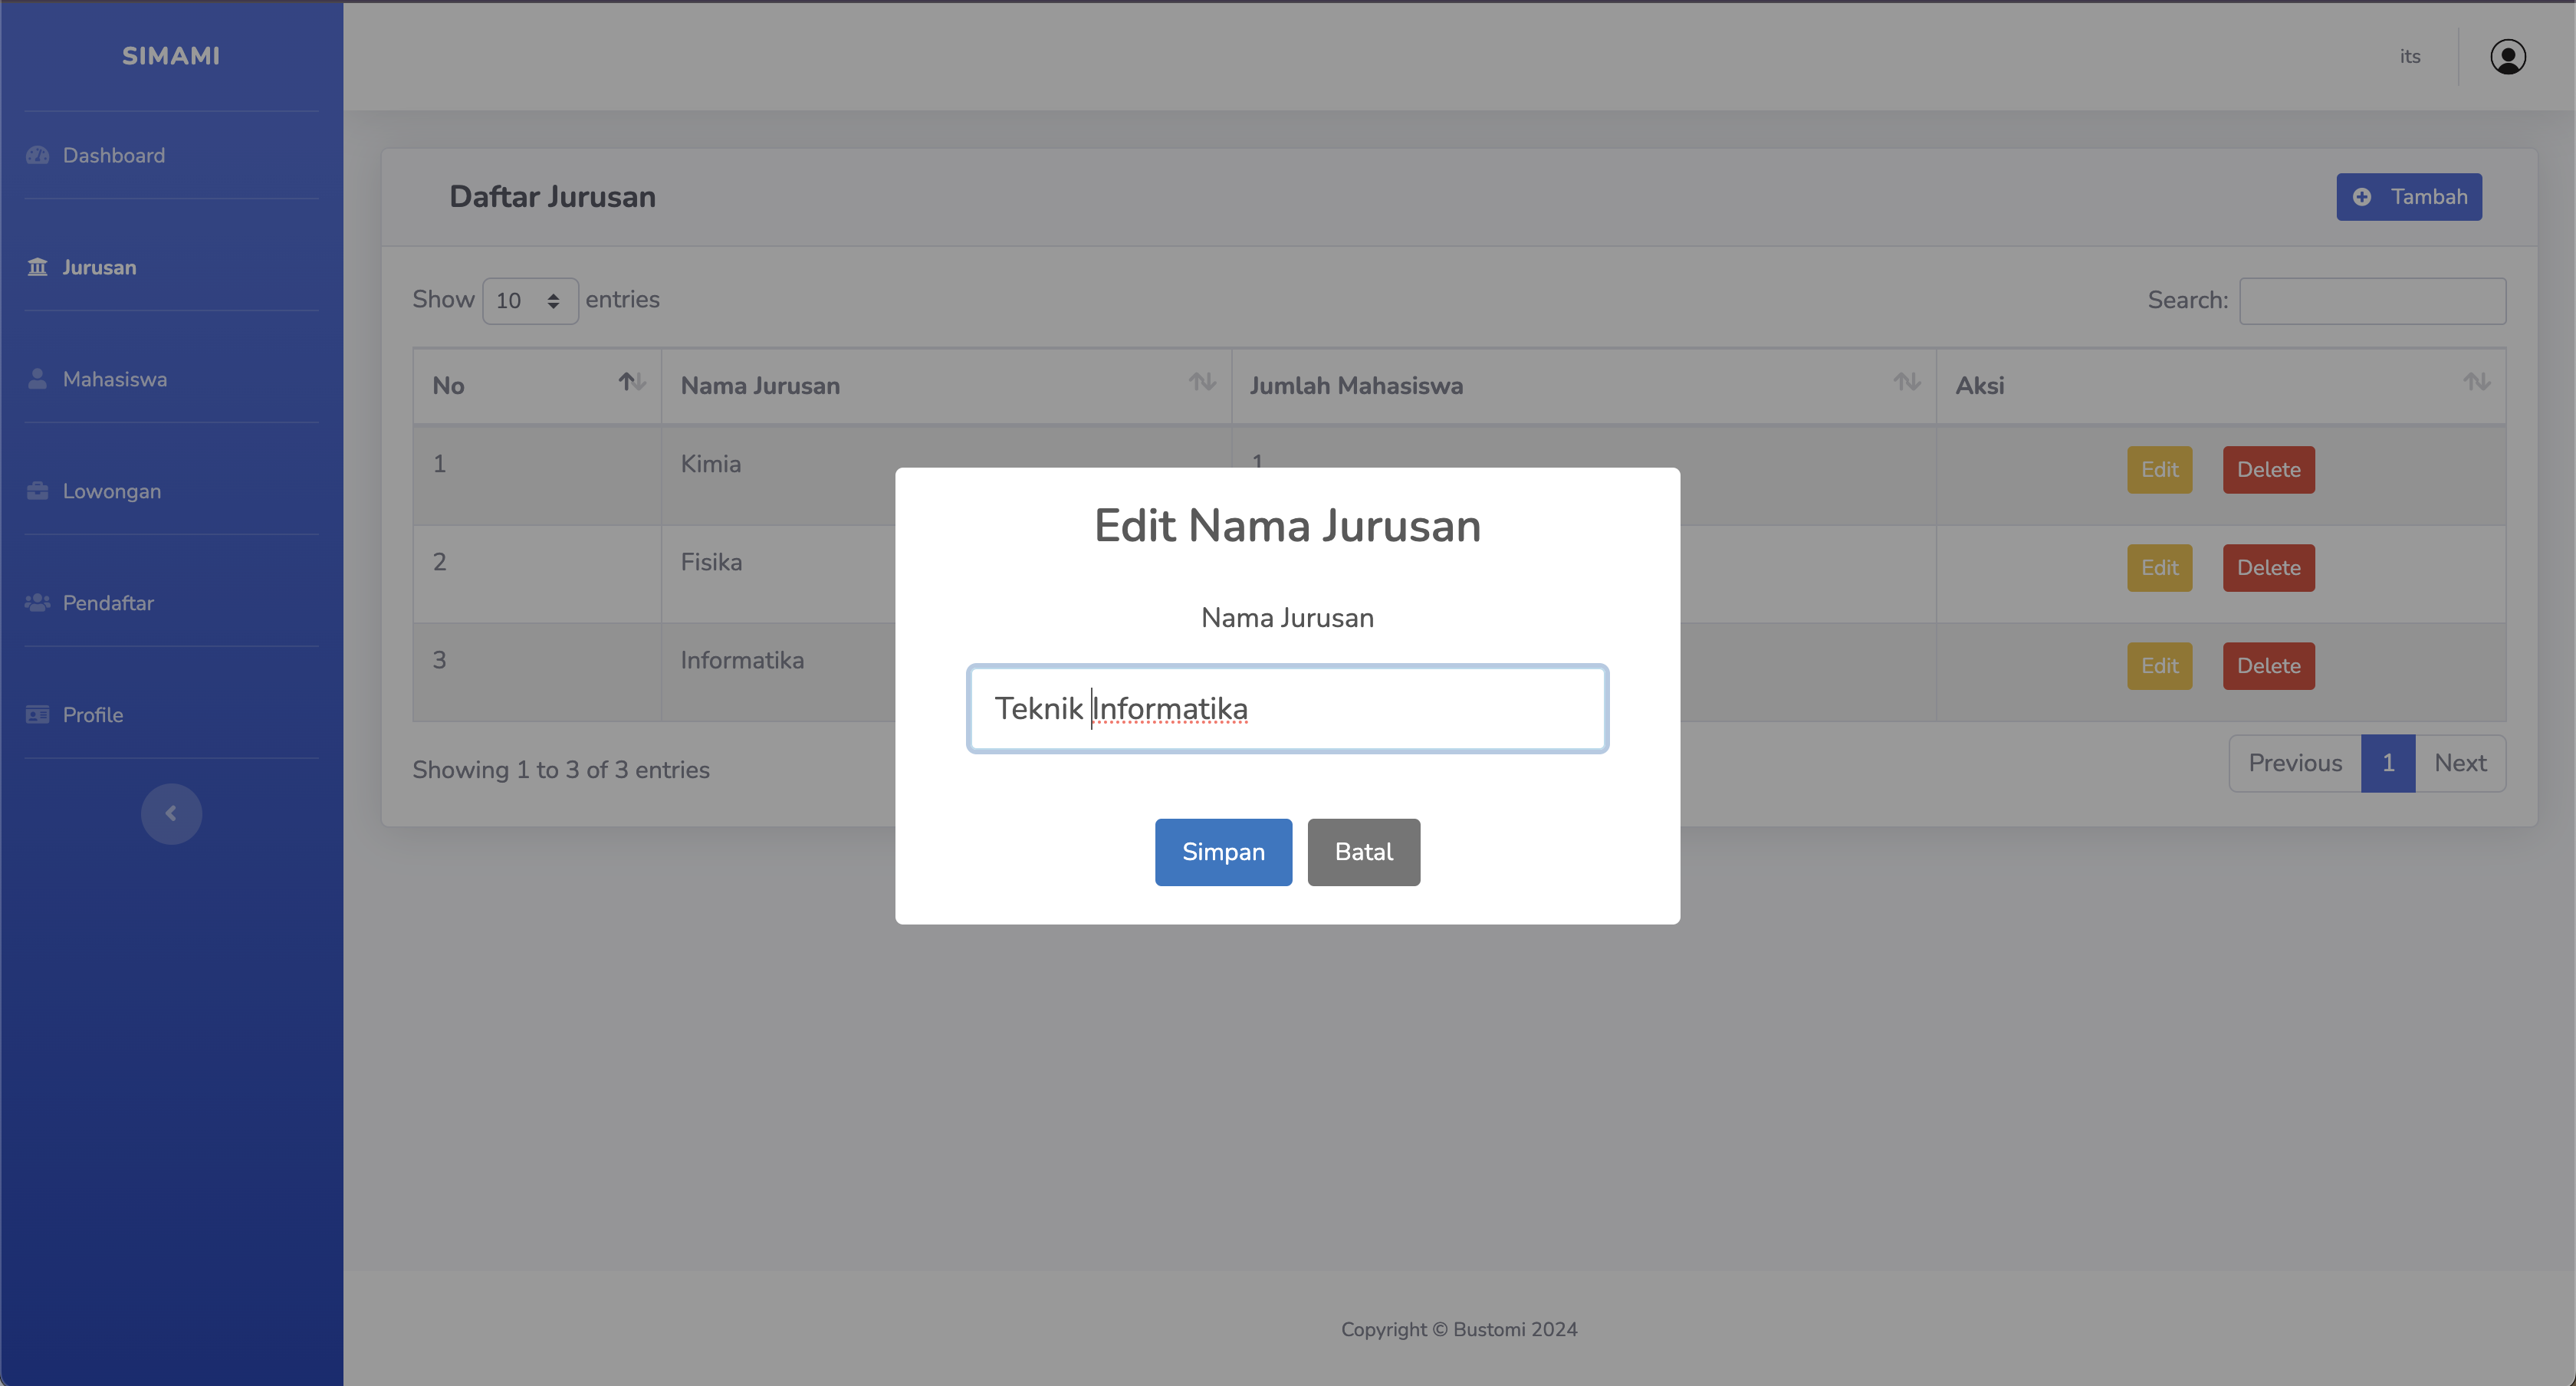 SIMAMI
its
Dashboard
Jurusan
Mahasiswa
Lowongan
Pendaftar
Profile
Daftar Jurusan
Tambah
Show 10 entries
Search:
No Nama Jurusan Jumlah Mahasiswa Aksi
1 Kimia 1 Edit Delete
2 Fisika Edit Delete
3 Informatika Edit Delete
Showing 1 to 3 of 3 entries
Previous 1 Next
Edit Nama Jurusan
Nama Jurusan
Teknik Informatika
Simpan Batal
Copyright © Bustomi 2024